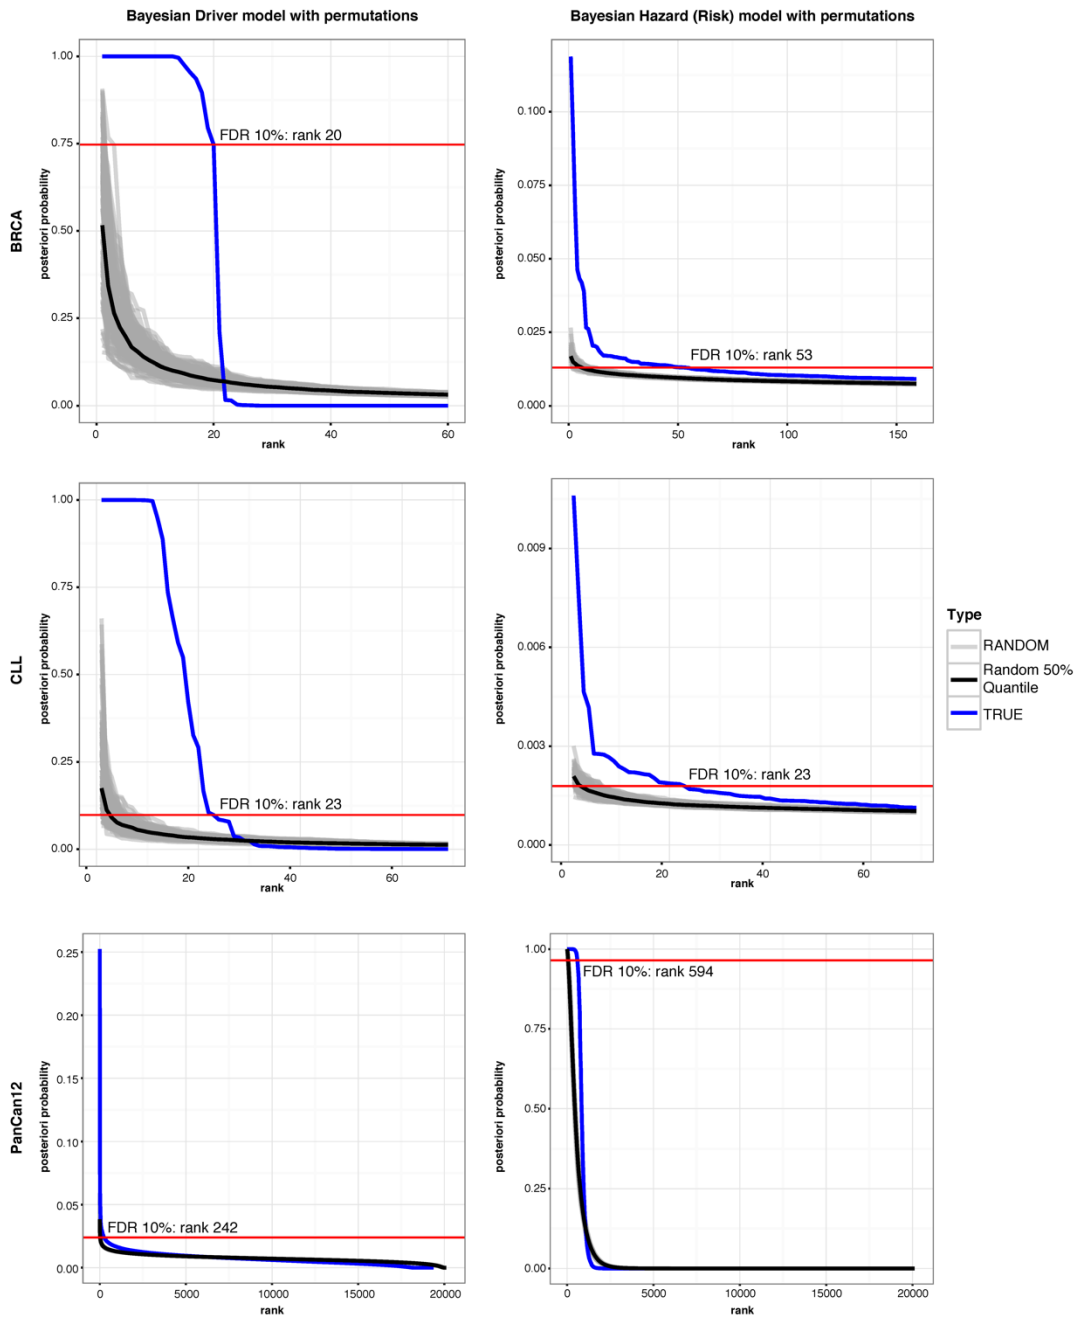 Bayesian Driver model with permutations
Bayesian Hazard (Risk) model with permutations
BRCA
posteriori probability
1.00
0.75
0.50
0.25
0.00
FDR 10%: rank 20
0
20
40
60
rank
posteriori probability
0.100
0.075
0.050
0.025
0.000
FDR 10%: rank 53
0
50
100
150
rank
CLL
posteriori probability
1.00
0.75
0.50
0.25
0.00
FDR 10%: rank 23
0
20
40
60
rank
posteriori probability
0.009
0.006
0.003
0.000
FDR 10%: rank 23
0
20
40
60
rank
Type
RANDOM
Random 50%
Quantile
TRUE
PanCan12
posteriori probability
0.25
0.20
0.15
0.10
0.05
0.00
FDR 10%: rank 242
0
5000
10000
15000
20000
rank
posteriori probability
1.00
0.75
0.50
0.25
0.00
FDR 10%: rank 594
0
5000
10000
15000
20000
rank